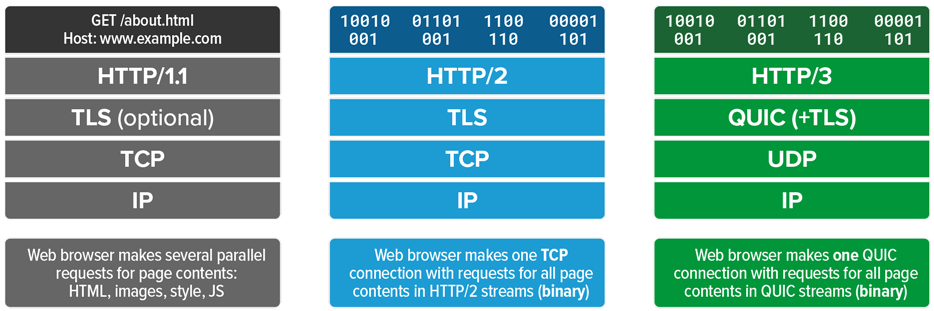 GET /about.html
Host: www.example.com
HTTP/1.1
TLS (optional)
TCP
IP
Web browser makes several parallel
requests for page contents:
HTML, images, style, JS
10010 01101 1100 00001
001 001 110 101
HTTP/2
TLS
TCP
IP
Web browser makes one TCP
connection with requests for all page
contents in HTTP/2 streams (binary)
10010 01101 1100 00001
001 001 110 101
HTTP/3
QUIC (+TLS)
UDP
IP
Web browser makes one QUIC
connection with requests for all page
contents in QUIC streams (binary)